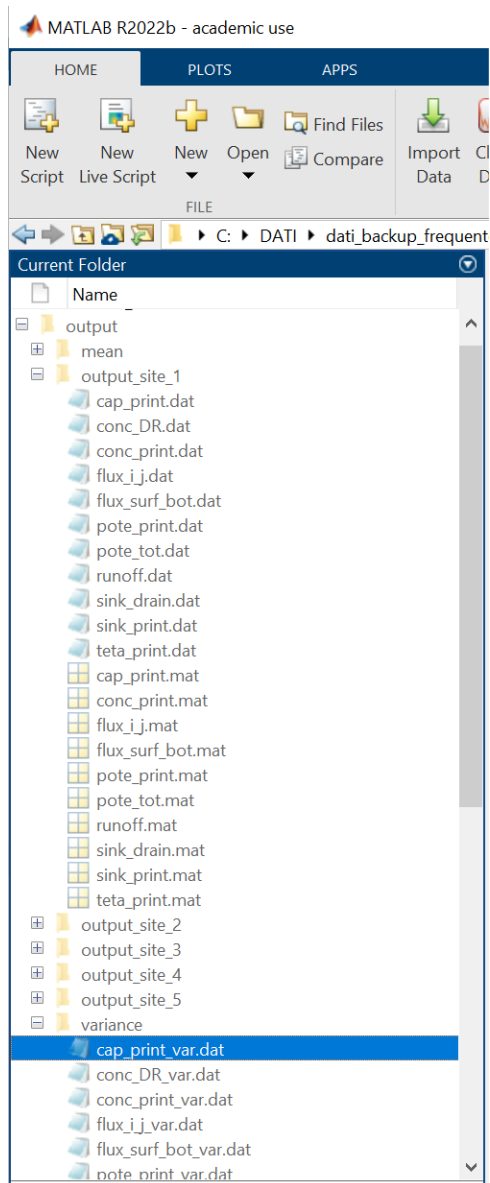 MATLAB R2022b - academic use
HOME PLOTS APPS
New Script
New Live Script
New
Open
Find Files
Compare
Import Data
FILE
C: DATI dati_backup_frequent
Current Folder
Name
output
mean
output_site_1
cap_print.dat
conc_DR.dat
conc_print.dat
flux_i_j.dat
flux_surf_bot.dat
pote_print.dat
pote_tot.dat
runoff.dat
sink_drain.dat
sink_print.dat
teta_print.dat
cap_print.mat
conc_print.mat
flux_i_j.mat
flux_surf_bot.mat
pote_print.mat
pote_tot.mat
runoff.mat
sink_drain.mat
sink_print.mat
teta_print.mat
output_site_2
output_site_3
output_site_4
output_site_5
variance
cap_print_var.dat
conc_DR_var.dat
conc_print_var.dat
flux_i_j_var.dat
flux_surf_bot_var.dat
pote_print_var.dat